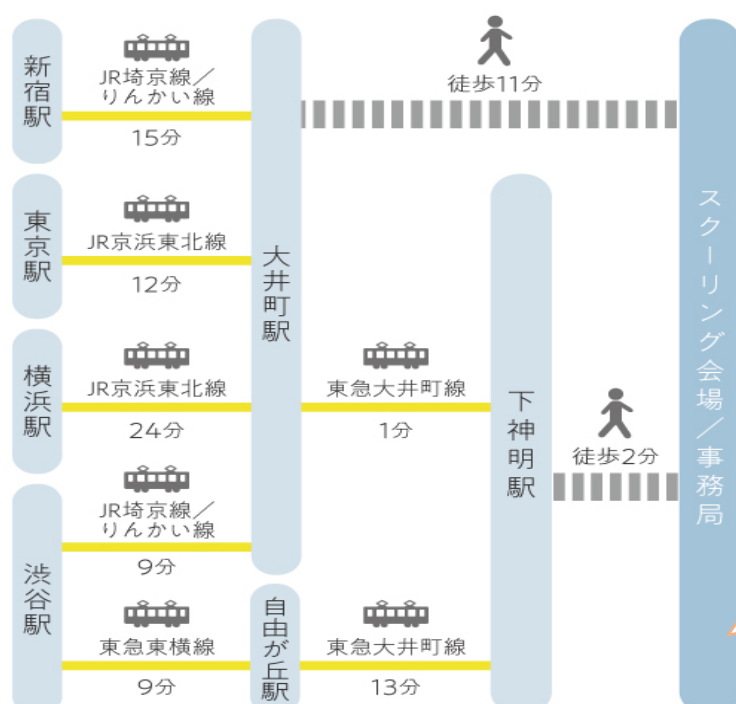 新宿駅
JR埼京線／
りんかい線
15分
大井町駅
徒歩11分
スクーリング会場／事務局
東京駅
JR京浜東北線
12分
横浜駅
JR京浜東北線
24分
東急大井町線
1分
下神明駅
徒歩2分
渋谷駅
JR埼京線／
りんかい線
9分
東急東横線
9分
自由が丘駅
東急大井町線
13分